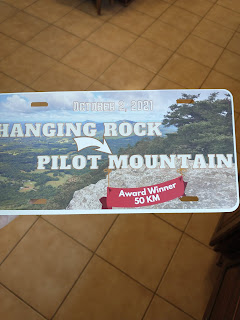 October 2, 2021
HANGING ROCK
PILOT MOUNTAIN
Award Winner
50 KM